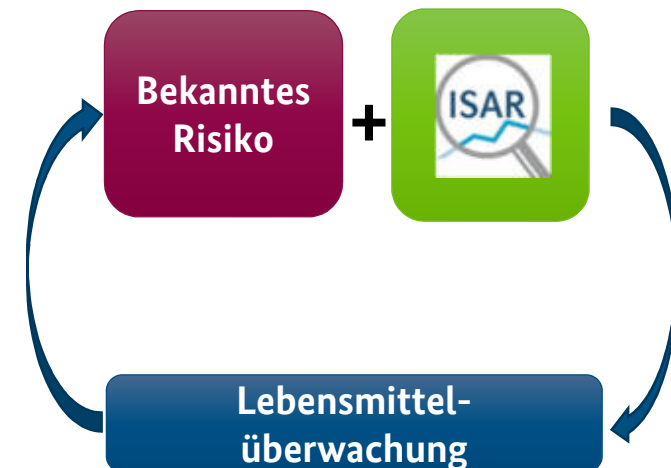 Bekanntes
Risiko
+
ISAR
Lebensmittel-
überwachung